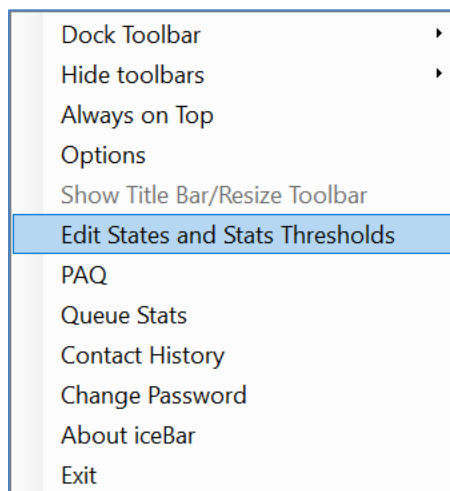 Dock Toolbar
Hide toolbars
Always on Top
Options
Show Title Bar/Resize Toolbar
Edit States and Stats Thresholds
PAQ
Queue Stats
Contact History
Change Password
About iceBar
Exit